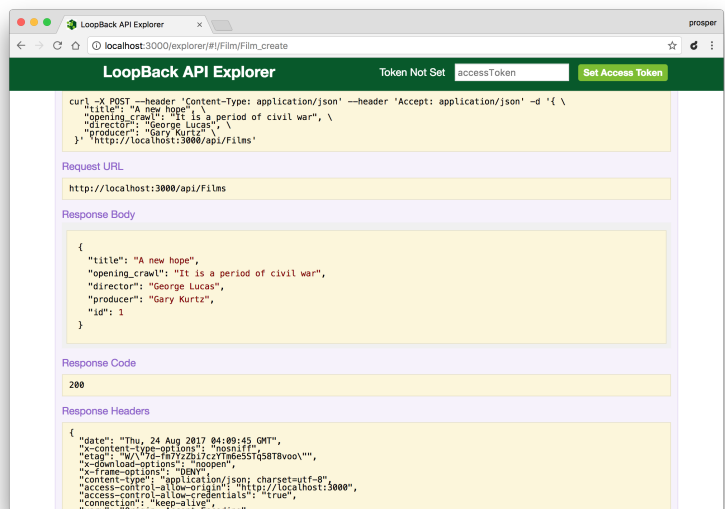 LoopBack API Explorer
prosper
localhost:3000/explorer/#!/Film/Film_create
LoopBack API Explorer Token Not Set accessToken Set Access Token
curl -X POST --header 'Content-Type: application/json' --header 'Accept: application/json' -d '{ \
"title": "A new hope", \
"opening_crawl": "It is a period of civil war", \
"director": "George Lucas", \
"producer": "Gary Kurtz" \
}' 'http://localhost:3000/api/Films'
Request URL
http://localhost:3000/api/Films
Response Body
{
"title": "A new hope",
"opening_crawl": "It is a period of civil war",
"director": "George Lucas",
"producer": "Gary Kurtz",
"id": 1
}
Response Code
200
Response Headers
{
"date": "Thu, 24 Aug 2017 04:09:45 GMT",
"x-content-type-options": "nosniff",
"etag": "W/\"7d-fm7YzZbi7czYTm6e5STq58T8voo\"",
"x-download-options": "noopen",
"x-frame-options": "DENY",
"content-type": "application/json; charset=utf-8",
"access-control-allow-origin": "http://localhost:3000",
"access-control-allow-credentials": "true",
"connection": "keep-alive",